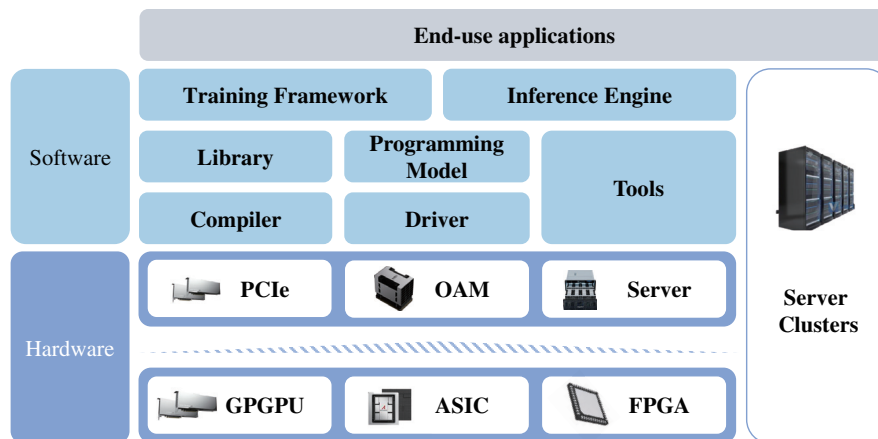 End-use applications
Software
Training Framework
Inference Engine
Library
Programming
Model
Tools
Compiler
Driver
Hardware
PCIe
OAM
Server
GPGPU
ASIC
FPGA
Server
Clusters